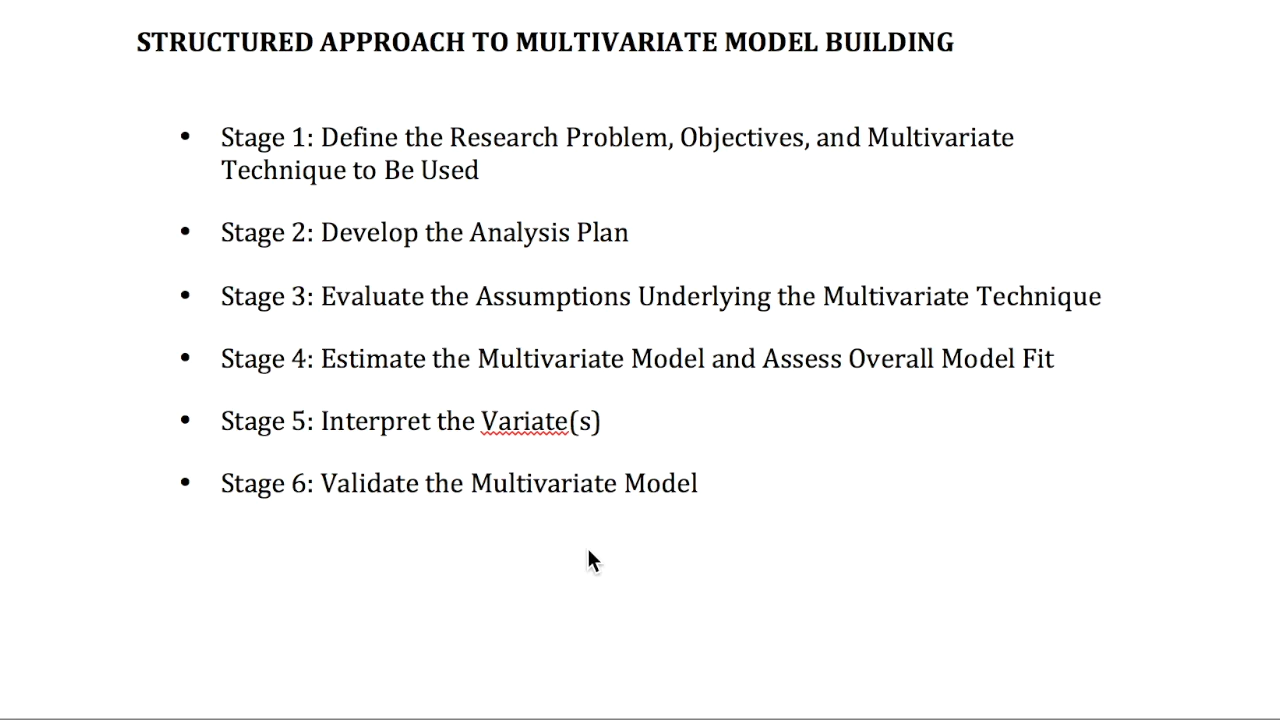 STRUCTURED APPROACH TO MULTIVARIATE MODEL BUILDING
• Stage 1: Define the Research Problem, Objectives, and Multivariate
Technique to Be Used
• Stage 2: Develop the Analysis Plan
• Stage 3: Evaluate the Assumptions Underlying the Multivariate Technique
• Stage 4: Estimate the Multivariate Model and Assess Overall Model Fit
• Stage 5: Interpret the Variate(s)
• Stage 6: Validate the Multivariate Model